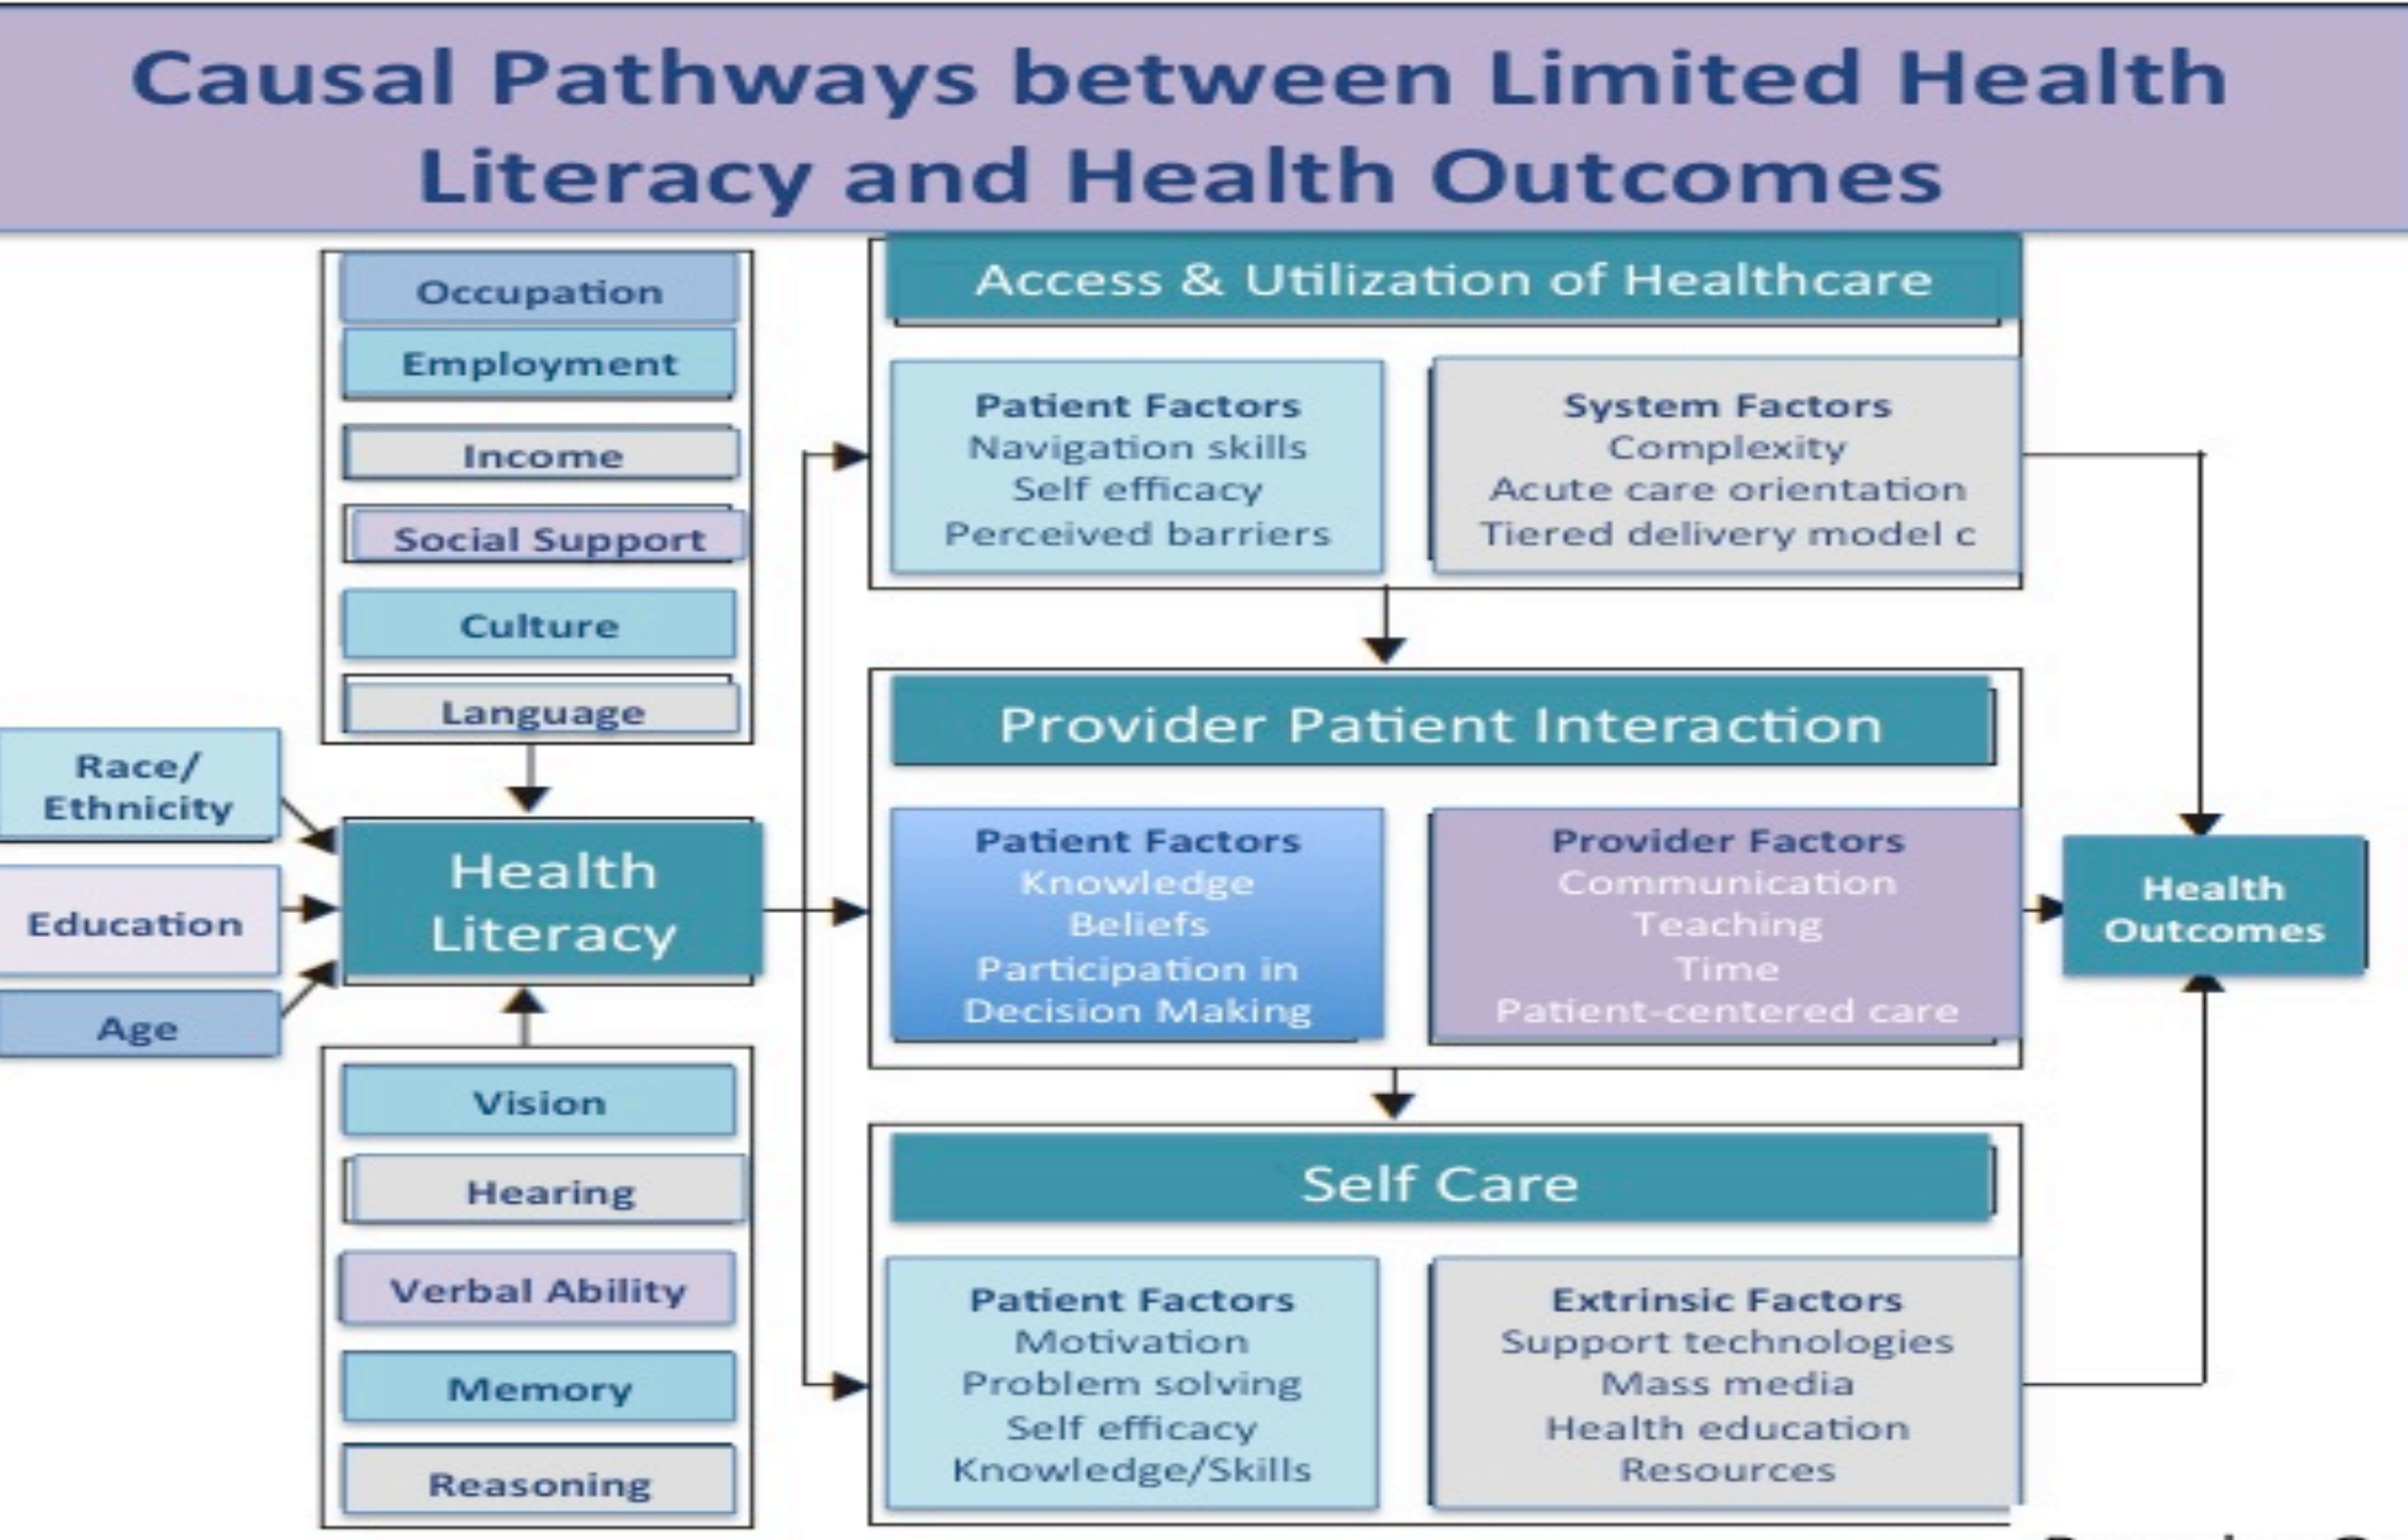 Causal Pathways between Limited Health
Literacy and Health Outcomes
Occupation
Employment
Income
Social Support
Culture
Language
Race/
Ethnicity
Education
Age
Health
Literacy
Vision
Hearing
Verbal Ability
Memory
Reasoning
Access & Utilization of Healthcare
Patient Factors
Navigation skills
Self efficacy
Perceived barriers
System Factors
Complexity
Acute care orientation
Tiered delivery model c
Provider Patient Interaction
Patient Factors
Knowledge
Beliefs
Participation in
Decision Making
Provider Factors
Communication
Teaching
Time
Patient-centered care
Self Care
Patient Factors
Motivation
Problem solving
Self efficacy
Knowledge/Skills
Extrinsic Factors
Support technologies
Mass media
Health education
Resources
Health
Outcomes